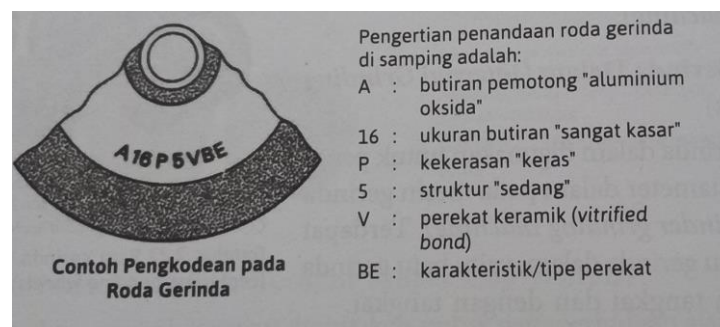 A16P5VBE
Contoh Pengkodean pada
Roda Gerinda
Pengertian penandaan roda gerinda
di samping adalah:
A : butiran pemotong "aluminium
oksida"
16 : ukuran butiran "sangat kasar"
P : kekerasan "keras"
5 : struktur "sedang"
V : perekat keramik (vitrified
bond)
BE : karakteristik/tipe perekat